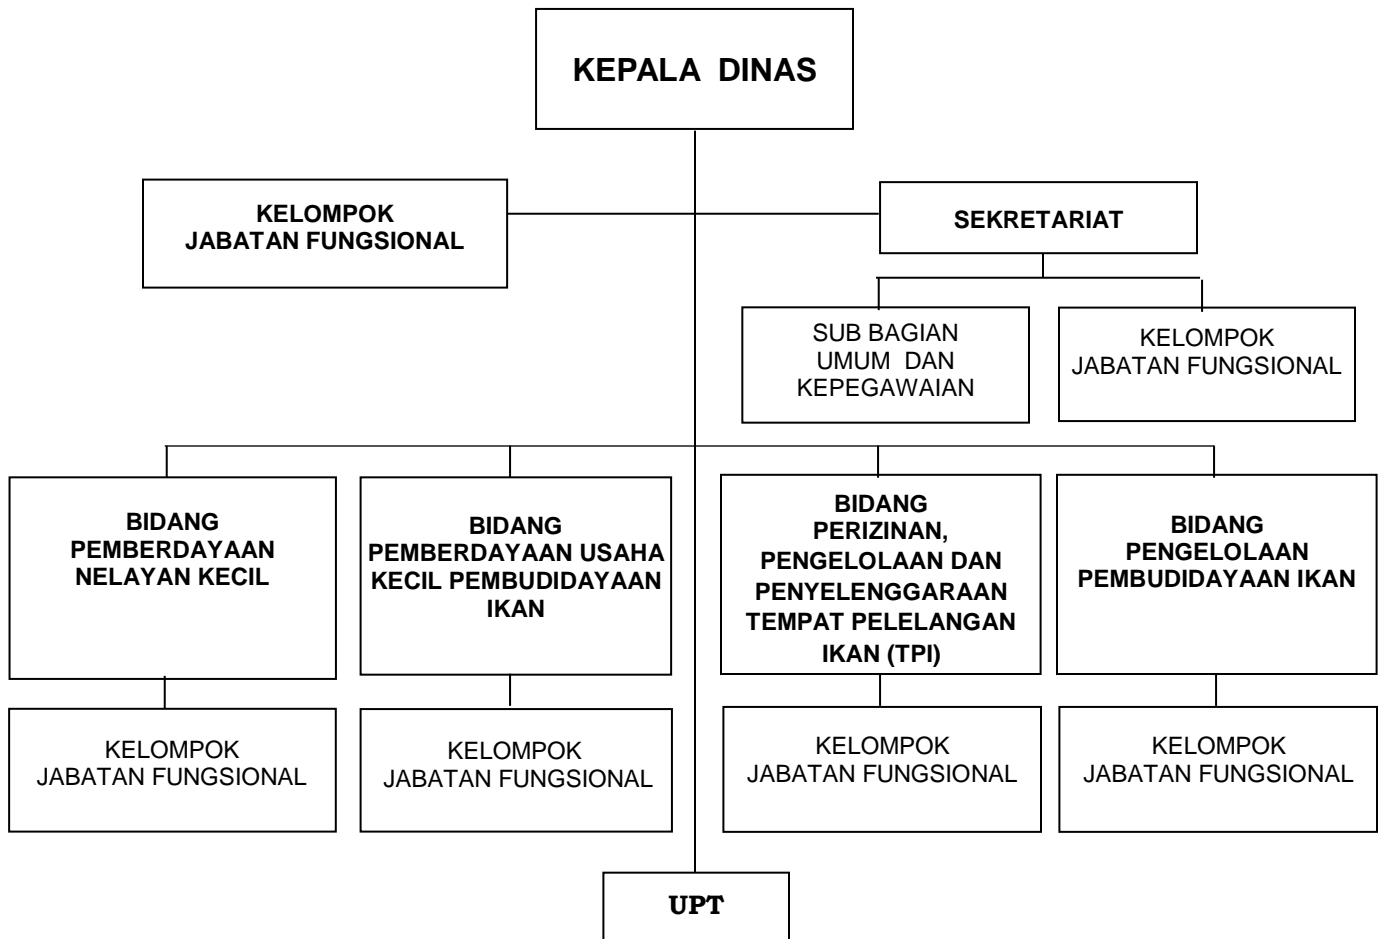 KEPALA  DINAS
KELOMPOK
JABATAN FUNGSIONAL
SEKRETARIAT
SUB BAGIAN
UMUM  DAN
KEPEGAWAIAN
KELOMPOK
JABATAN FUNGSIONAL
BIDANG
PEMBERDAYAAN
NELAYAN KECIL
BIDANG
PEMBERDAYAAN USAHA
KECIL PEMBUDIDAYAAN
IKAN
BIDANG
PERIZINAN,
PENGELOLAAN DAN
PENYELENGGARAAN
TEMPAT PELELANGAN
IKAN (TPI)
BIDANG
PENGELOLAAN
PEMBUDIDAYAAN IKAN
KELOMPOK
JABATAN FUNGSIONAL
KELOMPOK
JABATAN FUNGSIONAL
KELOMPOK
JABATAN FUNGSIONAL
KELOMPOK
JABATAN FUNGSIONAL
UPT